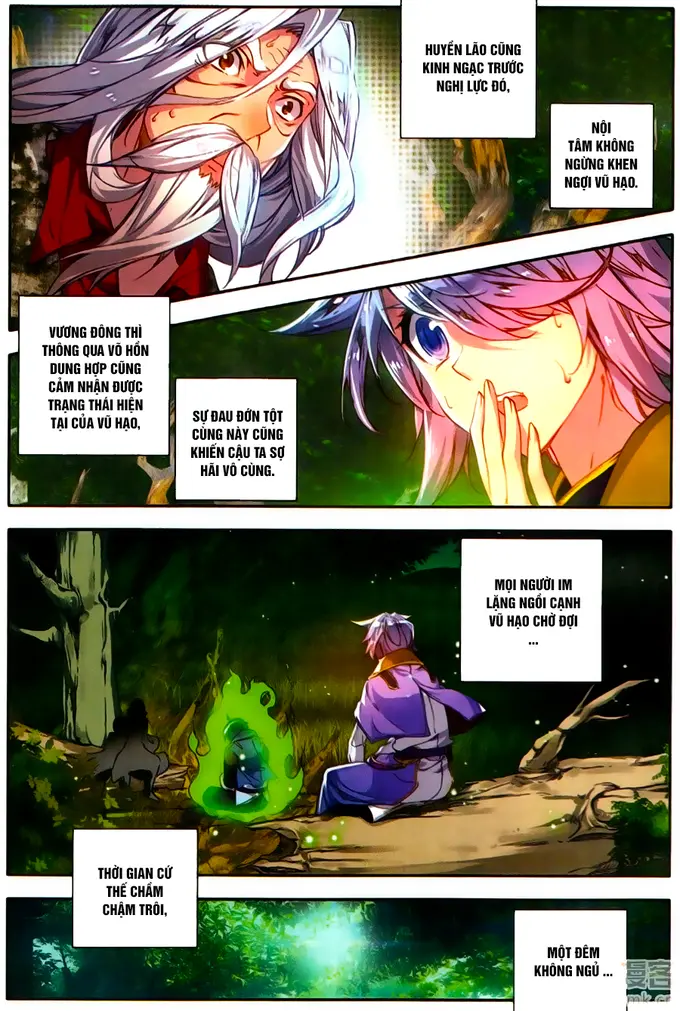 HUYỀN LÃO CŨNG
KINH NGẠC TRƯỚC
NGHỊ LỰC ĐÓ,
NỘI
TÂM KHÔNG
NGỪNG KHEN
NGỢI VŨ HẠO.
VƯƠNG ĐÔNG THÌ
THÔNG QUA VÕ HỒN
DUNG HỢP CŨNG
CẢM NHẬN ĐƯỢC
TRẠNG THÁI HIỆN
TẠI CỦA VŨ HẠO,
SỰ ĐAU ĐỚN TỘT
CÙNG NÀY CŨNG
KHIẾN CẬU TA SỢ
HÃI VÔ CÙNG.
MỌI NGƯỜI IM
LẶNG NGỒI CẠNH
VŨ HẠO CHỜ ĐỢI
...
THỜI GIAN CỨ
THẾ CHẦM
CHẬM TRÔI,
MỘT ĐÊM
KHÔNG NGỦ ...
漫客